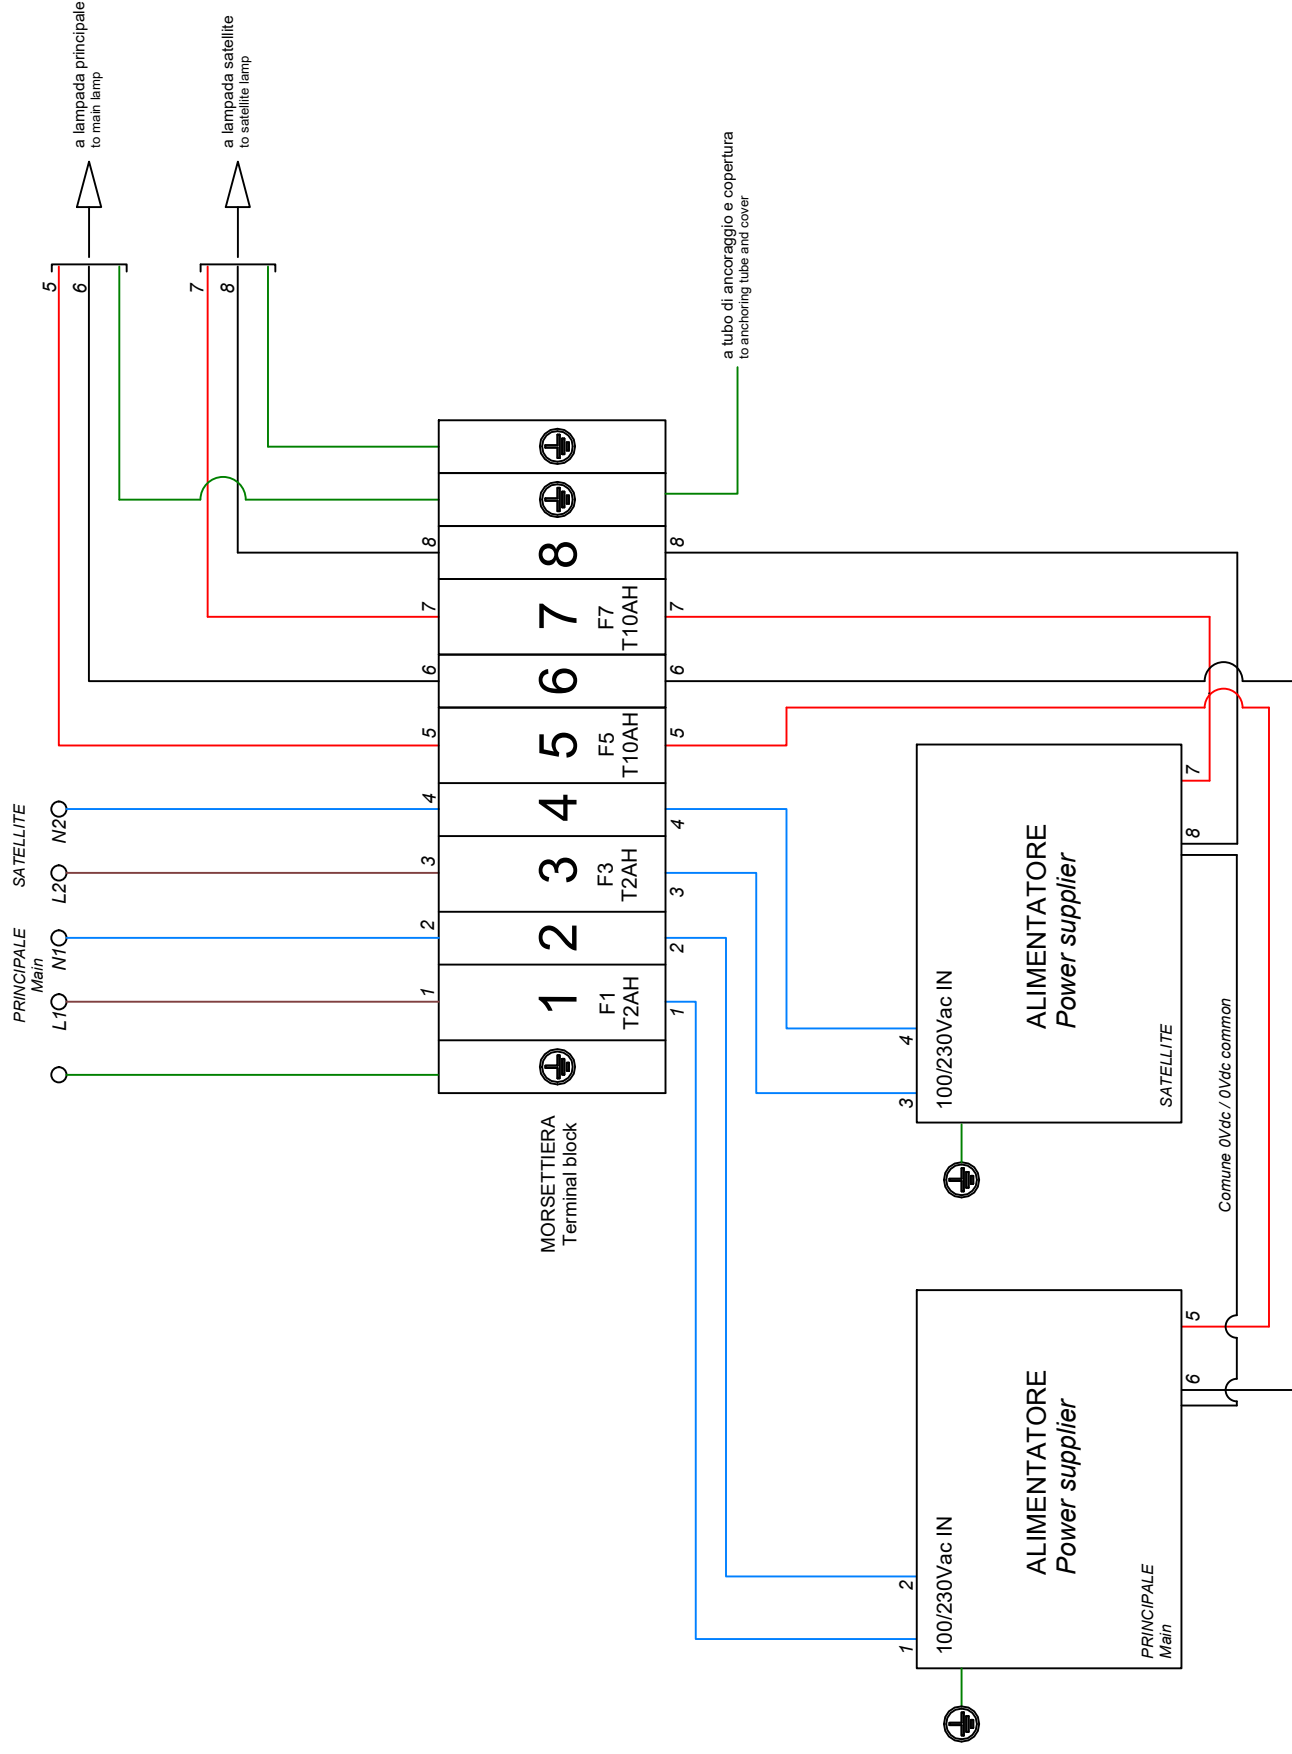 PRINCIPALE
Main
SATELLITE
L1
N1
L2
N2
5
6
a lampada principale
to main lamp
7
8
a lampada satellite
to satellite lamp
MORSETTIERA
Terminal block
1
2
3
4
5
6
7
8
1
2
3
4
5
6
7
8
F1
T2AH
F3
T2AH
F5
T10AH
F7
T10AH
1
2
3
4
5
6
7
8
a tubo di ancoraggio e copertura
to anchoring tube and cover
1
2
100/230Vac IN
ALIMENTATORE
Power supplier
PRINCIPALE
Main
6
5
3
4
100/230Vac IN
ALIMENTATORE
Power supplier
SATELLITE
8
7
Comune 0Vdc / 0Vdc common